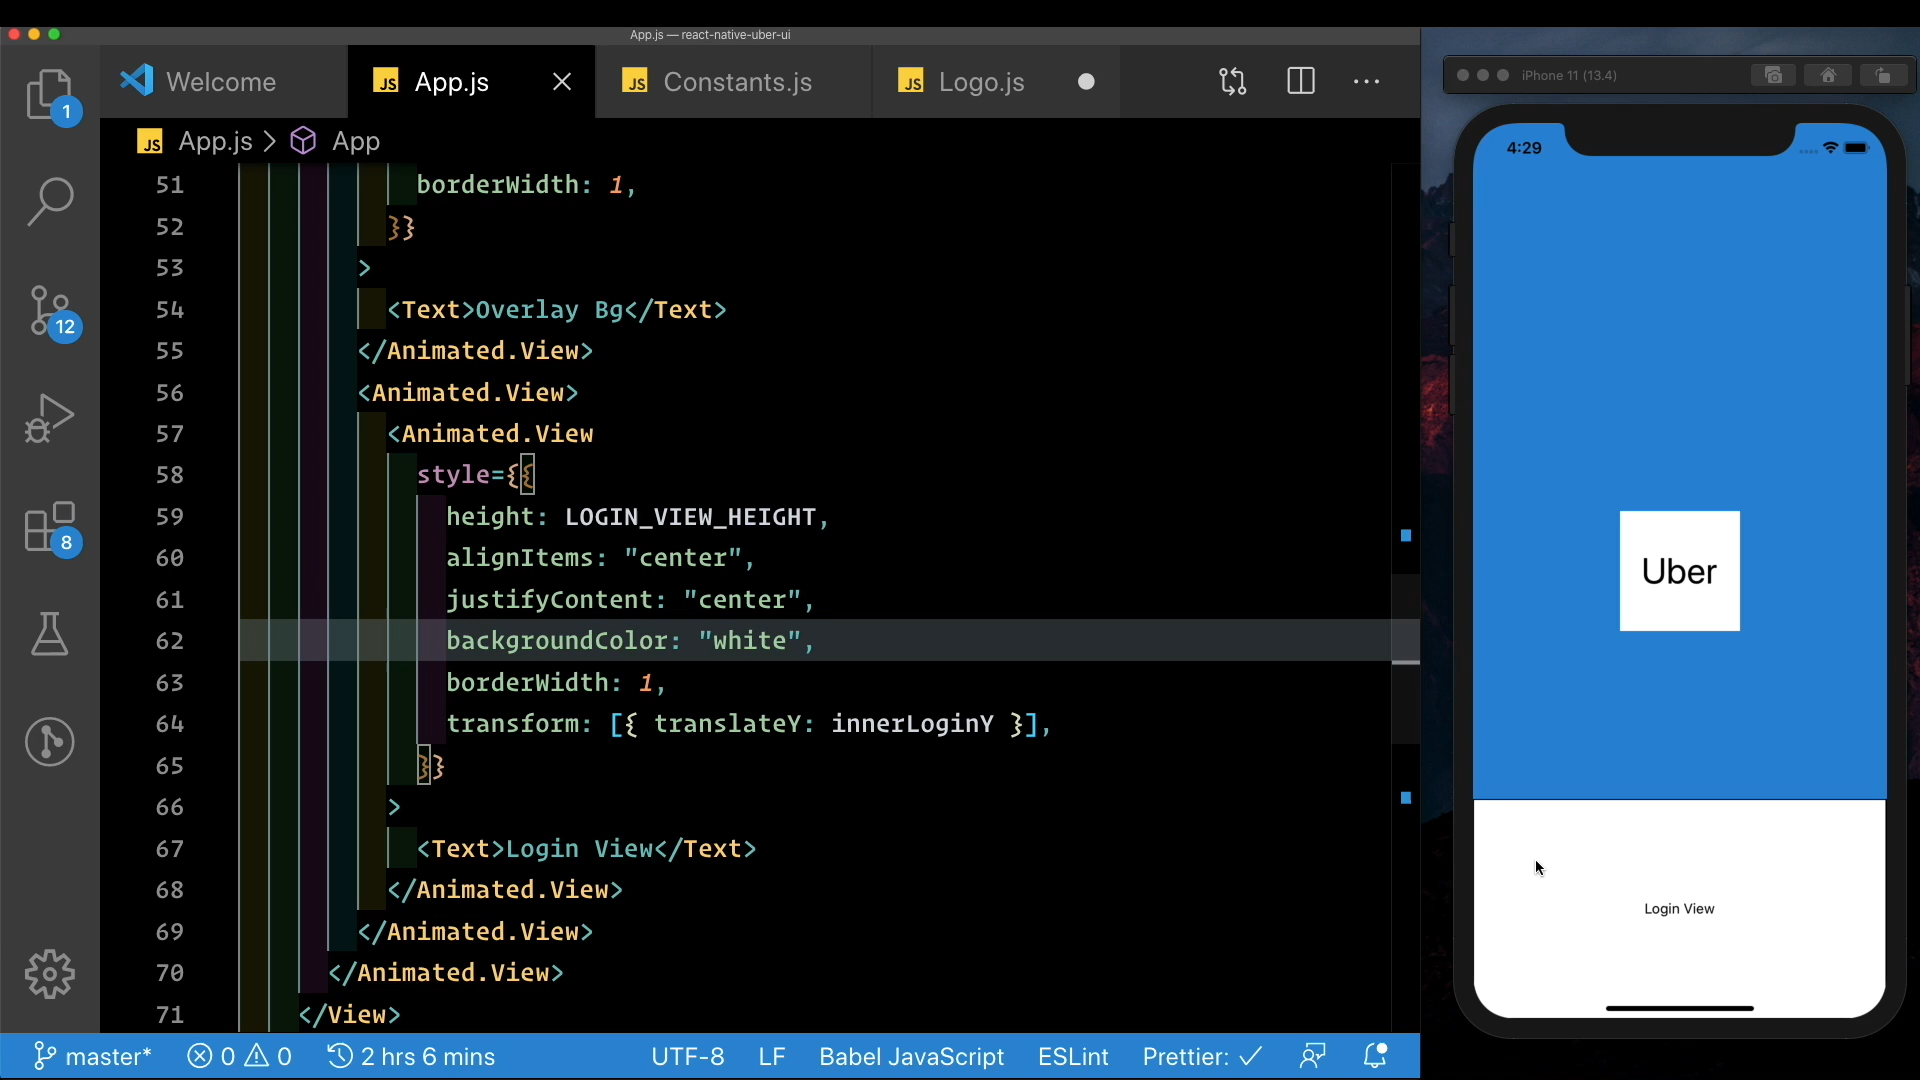 App.js — react-native-uber-ui
Welcome
JS App.js
JS Constants.js
JS Logo.js
JS App.js > App
51 borderWidth: 1,
52 }}
53 >
54 <Text>Overlay Bg</Text>
55 </Animated.View>
56 <Animated.View>
57 <Animated.View
58 style={{
59 height: LOGIN_VIEW_HEIGHT,
60 alignItems: "center",
61 justifyContent: "center",
62 backgroundColor: "white",
63 borderWidth: 1,
64 transform: [{ translateY: innerLoginY }],
65 }}
66 >
67 <Text>Login View</Text>
68 </Animated.View>
69 </Animated.View>
70 </Animated.View>
71 </View>
1
12
8
master* 0 0 2 hrs 6 mins UTF-8 LF Babel JavaScript ESLint Prettier: ✓
iPhone 11 (13.4)
4:29
Uber
Login View